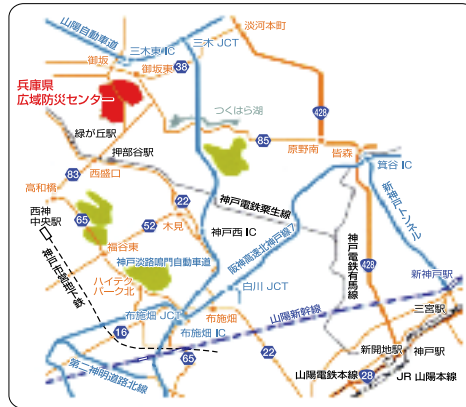 淡河本町
山陽自動車道
三木東IC
三木JCT
御坂
御坂東
38
兵庫県
広域防災センター
つくはら湖
428
緑が丘駅
押部谷駅
85
原野南
皆森
箕谷IC
西盛口
83
高和橋
22
神戸電鉄粟生線
新神戸トンネル
西神
中央駅
65
52
木見
神戸西IC
福谷東
神戸淡路鳴門自動車道
阪神高速北神戸線7
神戸電鉄有馬線
428
神戸市営地下鉄
ハイテク
パーク北
白川JCT
新神戸駅
布施畑JCT
布施畑
山陽新幹線
三宮駅
16
布施畑IC
65
22
新開地駅
神戸駅
第二神明道路北線
山陽電鉄本線
28
JR山陽本線